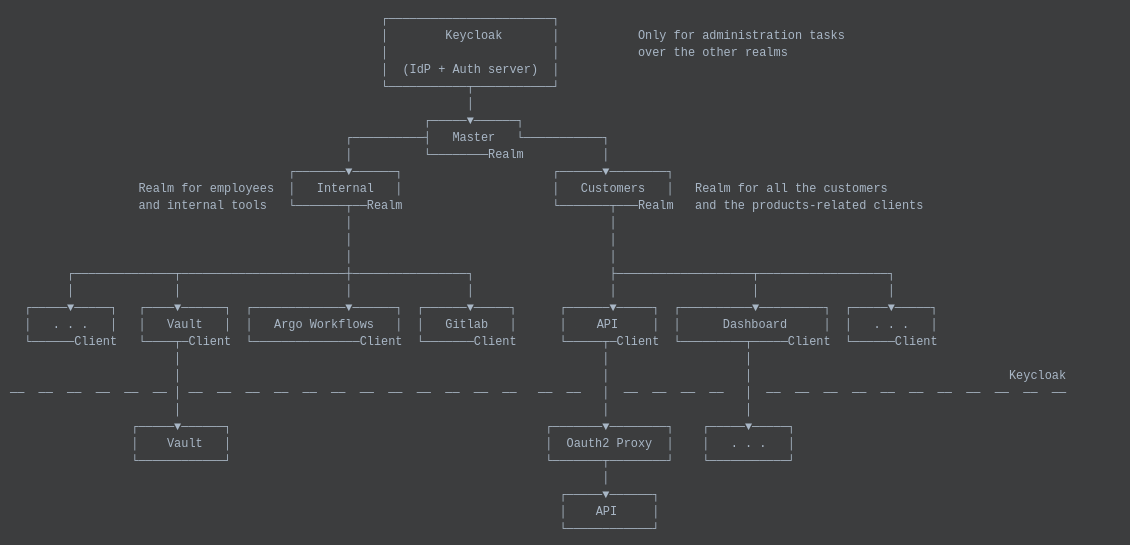 Keycloak
(IdP + Auth server)
Only for administration tasks
over the other realms
Master
Realm
Realm for employees
and internal tools
Internal
Realm
Customers
Realm
Realm for all the customers
and the products-related clients
. . .
Client
Vault
Client
Argo Workflows
Client
Gitlab
Client
API
Client
Dashboard
Client
. . .
Client
Keycloak
Vault
Oauth2 Proxy
. . .
API